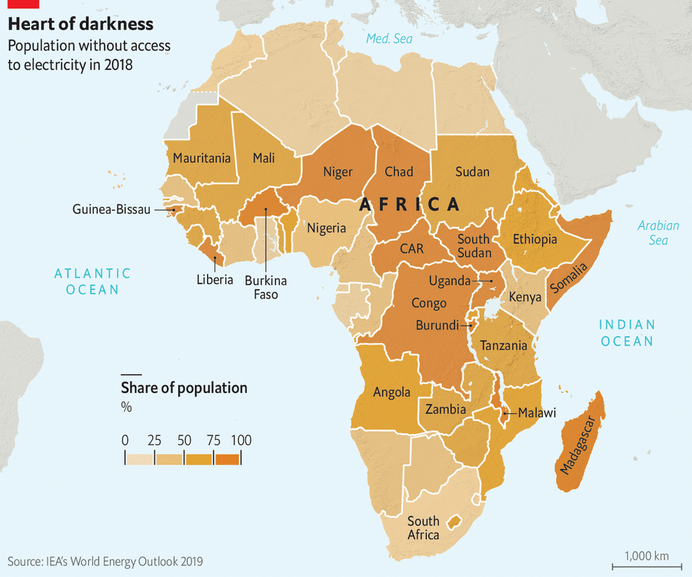 Heart of darkness
Population without access
to electricity in 2018
Med. Sea
Mauritania
Mali
Niger
Chad
Sudan
AFRICA
Guinea-Bissau
Nigeria
Arabian
Sea
CAR
South
Sudan
Ethiopia
ATLANTIC
OCEAN
Liberia
Burkina
Faso
Uganda
Somalia
Congo
Kenya
Burundi
INDIAN
OCEAN
Tanzania
Share of population
%
0 25 50 75 100
Angola
Zambia
Malawi
Madagascar
South
Africa
Source: IEA's World Energy Outlook 2019
1,000 km